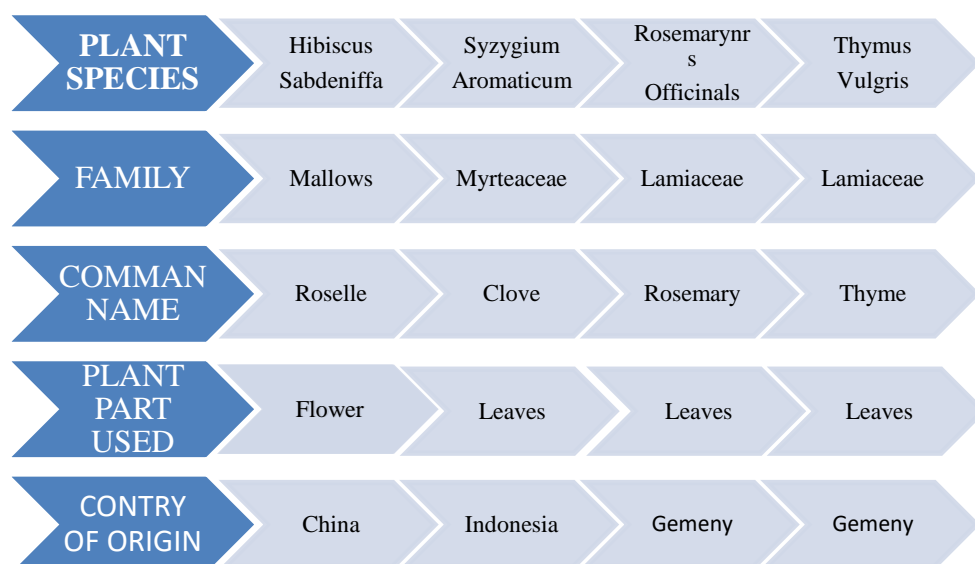 PLANT SPECIES
Hibiscus Sabdeniffa
Syzygium Aromaticum
Rosemarynr
s
Officinals
Thymus Vulgris
FAMILY
Mallows
Myrteaceae
Lamiaceae
Lamiaceae
COMMAN NAME
Roselle
Clove
Rosemary
Thyme
PLANT PART USED
Flower
Leaves
Leaves
Leaves
CONTRY OF ORIGIN
China
Indonesia
Gemeny
Gemeny